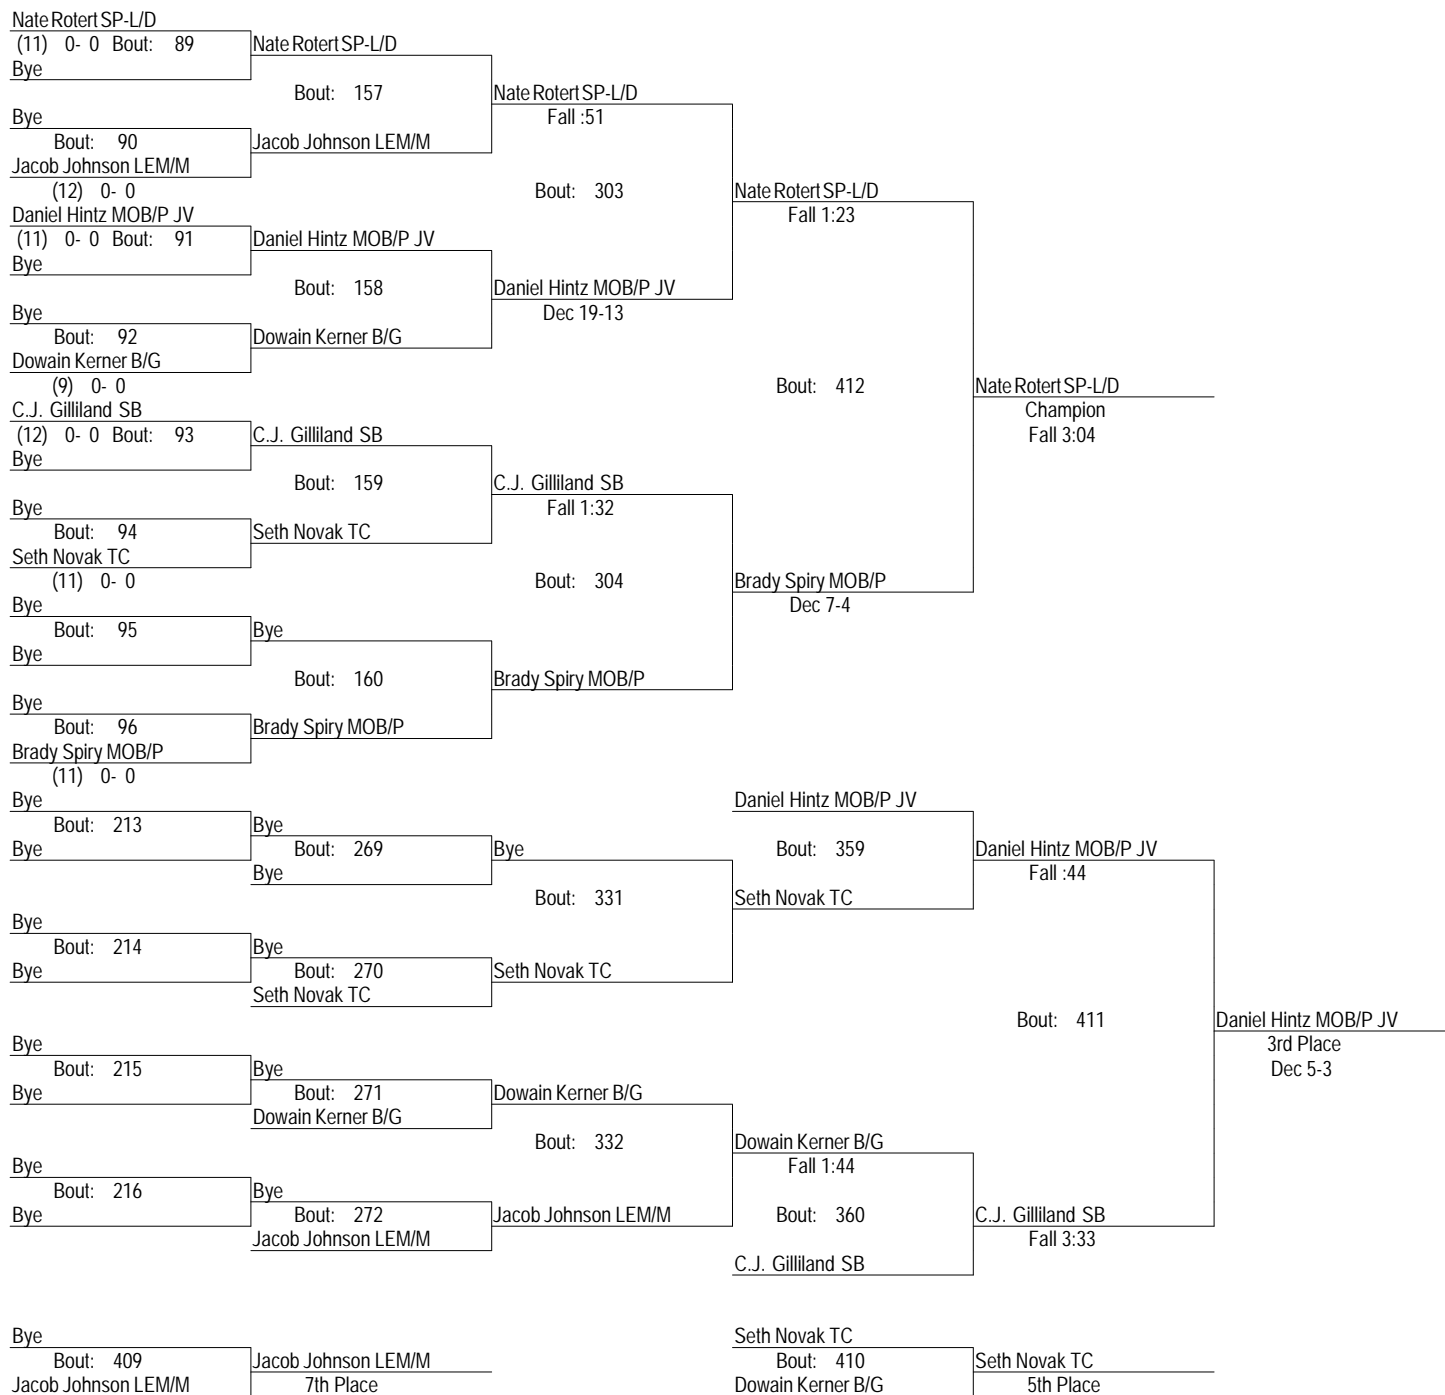 Nate Rotert SP-L/D
(11) 0- 0 Bout: 89 Nate Rotert SP-L/D
Bye
Bout: 157 Nate Rotert SP-L/D
Bye Fall :51
Bout: 90 Jacob Johnson LEM/M
Jacob Johnson LEM/M
(12) 0- 0 Bout: 303 Nate Rotert SP-L/D
Daniel Hintz MOB/P JV Fall 1:23
(11) 0- 0 Bout: 91 Daniel Hintz MOB/P JV
Bye
Bout: 158 Daniel Hintz MOB/P JV
Bye Dec 19-13
Bout: 92 Dowain Kerner B/G
Dowain Kerner B/G
(9) 0- 0 Bout: 412 Nate Rotert SP-L/D
C.J. Gilliland SB Champion
(12) 0- 0 Bout: 93 C.J. Gilliland SB Fall 3:04
Bye
Bout: 159 C.J. Gilliland SB
Bye Fall 1:32
Bout: 94 Seth Novak TC
Seth Novak TC
(11) 0- 0 Bout: 304 Brady Spiry MOB/P
Bye Dec 7-4
Bout: 95 Bye
Bye
Bout: 160 Brady Spiry MOB/P
Bye
Bout: 96 Brady Spiry MOB/P
Brady Spiry MOB/P
(11) 0- 0
Bye Daniel Hintz MOB/P JV
Bout: 213 Bye
Bye Bout: 269 Bye Bout: 359 Daniel Hintz MOB/P JV
Bye Fall :44
Bout: 331 Seth Novak TC
Bye
Bout: 214 Bye
Bye Bout: 270 Seth Novak TC
Seth Novak TC
Bout: 411 Daniel Hintz MOB/P JV
Bye 3rd Place
Bout: 215 Bye Dec 5-3
Bye Bout: 271 Dowain Kerner B/G
Dowain Kerner B/G
Bout: 332 Dowain Kerner B/G
Bye Fall 1:44
Bout: 216 Bye
Bye Bout: 272 Jacob Johnson LEM/M Bout: 360 C.J. Gilliland SB
Jacob Johnson LEM/M Fall 3:33
C.J. Gilliland SB
Bye Seth Novak TC
Bout: 409 Jacob Johnson LEM/M Bout: 410 Seth Novak TC
Jacob Johnson LEM/M 7th Place Dowain Kerner B/G 5th Place